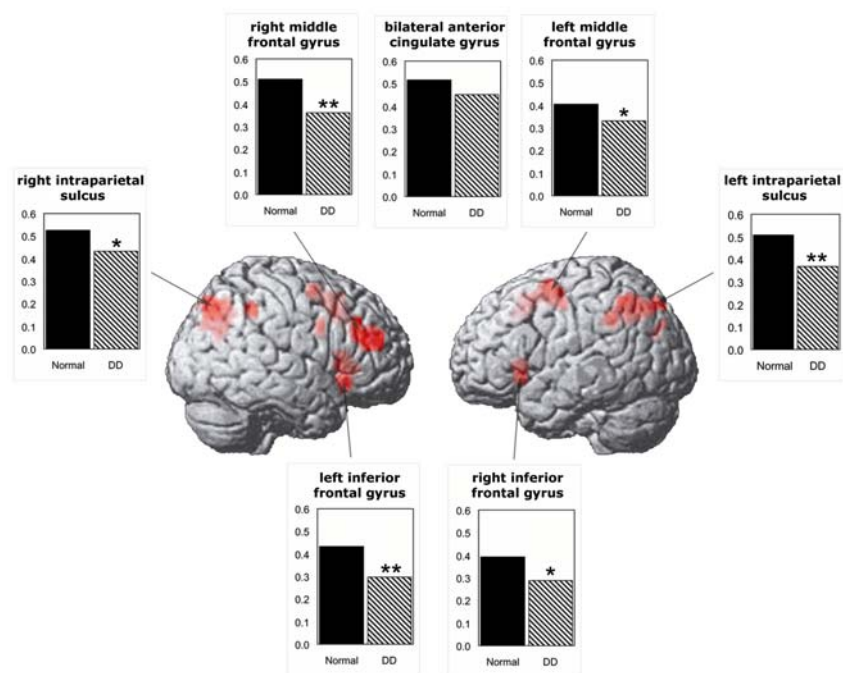 right middle
frontal gyrus
0.6
0.5
0.4
0.3
0.2
0.1
0.0
**
Normal DD
bilateral anterior
cingulate gyrus
0.6
0.5
0.4
0.3
0.2
0.1
0.0
Normal DD
left middle
frontal gyrus
0.6
0.5
0.4
0.3
0.2
0.1
0.0
*
Normal DD
right intraparietal
sulcus
0.6
0.5
0.4
0.3
0.2
0.1
0.0
*
Normal DD
left intraparietal
sulcus
0.6
0.5
0.4
0.3
0.2
0.1
0.0
**
Normal DD
left inferior
frontal gyrus
0.6
0.5
0.4
0.3
0.2
0.1
0.0
**
Normal DD
right inferior
frontal gyrus
0.6
0.5
0.4
0.3
0.2
0.1
0.0
*
Normal DD